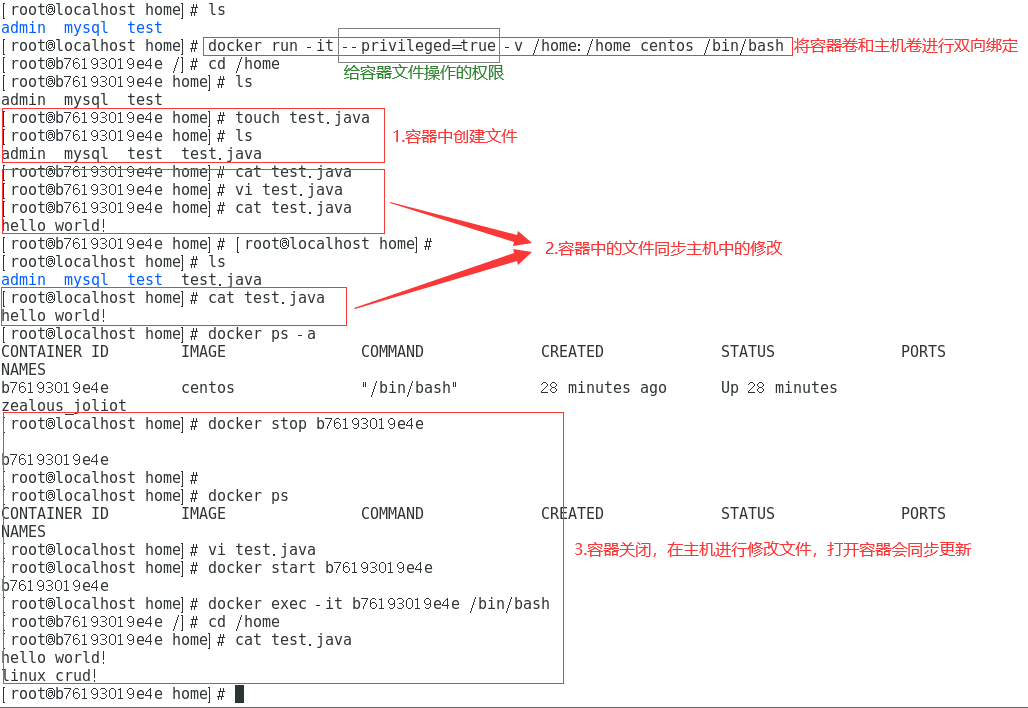 [root@localhost home]# ls
admin mysql test
[root@localhost home]# docker run -it --privileged=true -v /home:/home centos /bin/bash 将容器卷和主机卷进行双向绑定
[root@b76193019e4e /]# cd /home
给容器文件操作的权限
[root@b76193019e4e home]# ls
admin mysql test
[root@b76193019e4e home]# touch test.java
[root@b76193019e4e home]# ls
1.容器中创建文件
admin mysql test test.java
[root@b76193019e4e home]# cat test.java
[root@b76193019e4e home]# vi test.java
[root@b76193019e4e home]# cat test.java
hello world!
[root@b76193019e4e home]# [root@localhost home]#
2.容器中的文件同步主机中的修改
[root@localhost home]# ls
admin mysql test test.java
[root@localhost home]# cat test.java
hello world!
[root@localhost home]# docker ps -a
CONTAINER ID IMAGE COMMAND CREATED STATUS PORTS
NAMES
b76193019e4e centos "/bin/bash" 28 minutes ago Up 28 minutes
zealous_joliot
[root@localhost home]# docker stop b76193019e4e
b76193019e4e
[root@localhost home]#
[root@localhost home]# docker ps
CONTAINER ID IMAGE COMMAND CREATED STATUS PORTS
NAMES
[root@localhost home]# vi test.java
3.容器关闭，在主机进行修改文件，打开容器会同步更新
[root@localhost home]# docker start b76193019e4e
b76193019e4e
[root@localhost home]# docker exec -it b76193019e4e /bin/bash
[root@b76193019e4e /]# cd /home
[root@b76193019e4e home]# cat test.java
hello world!
linux crud!
[root@b76193019e4e home]#